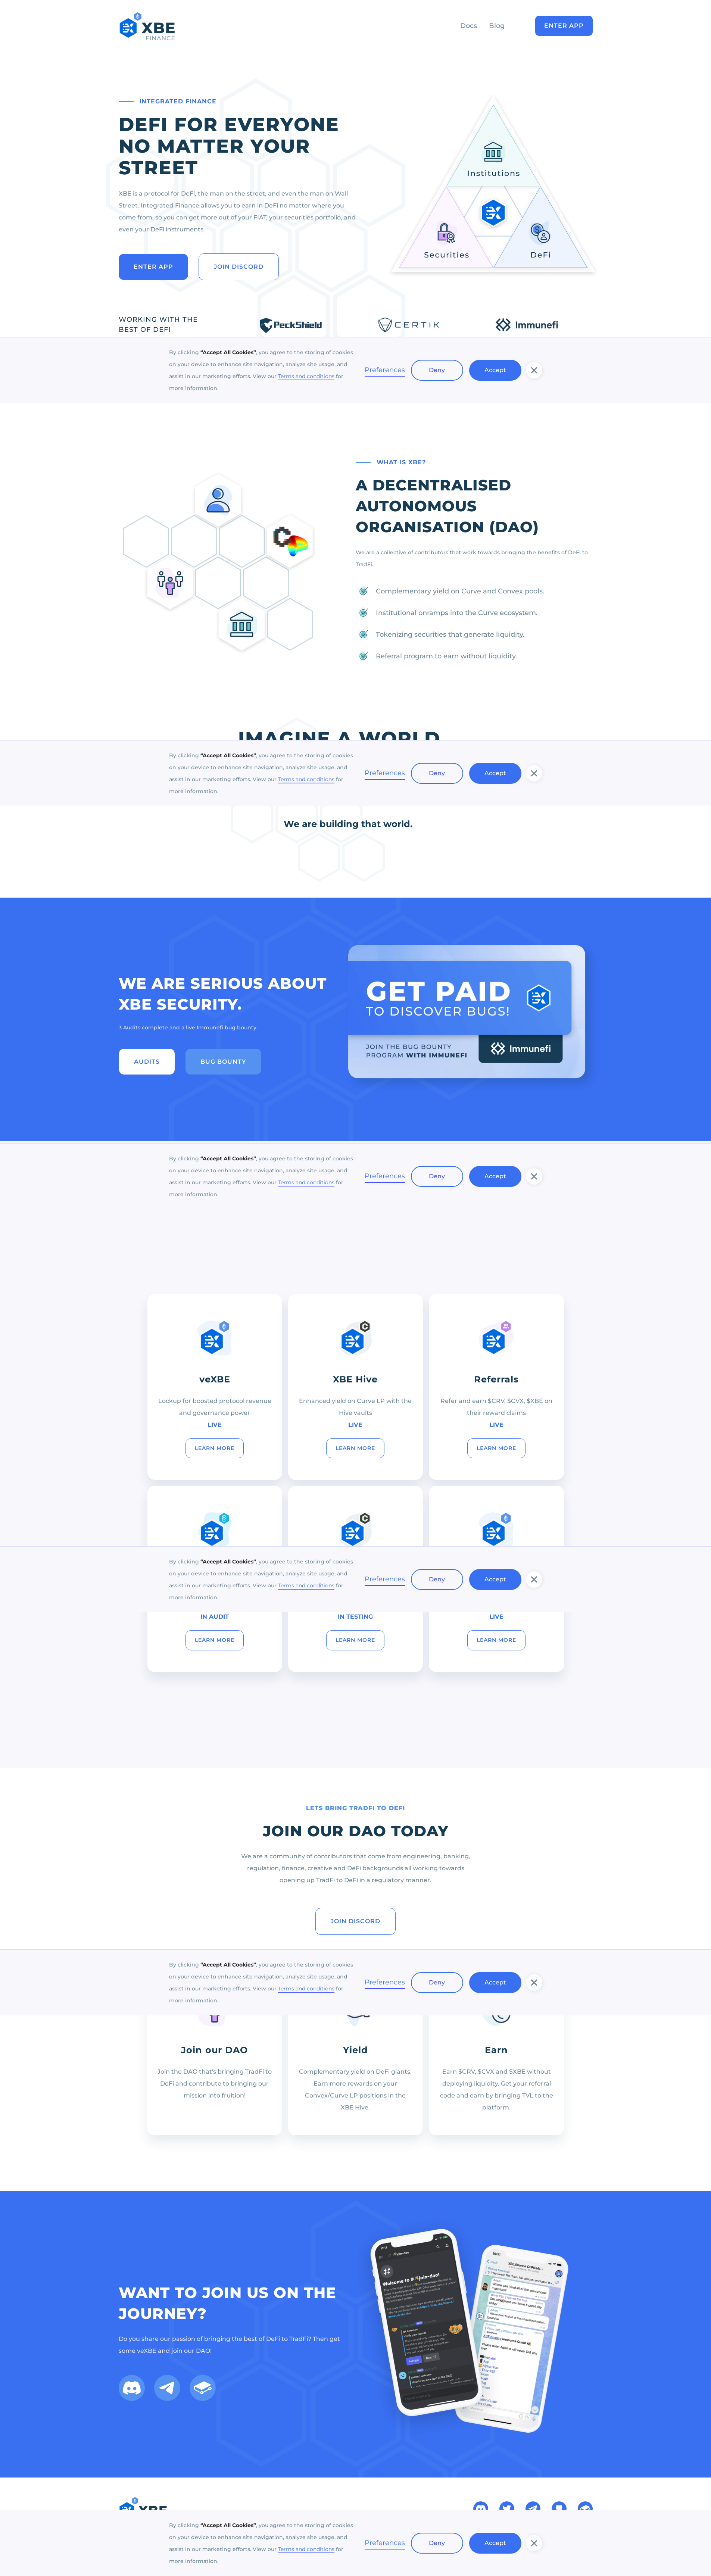 XBE
FINANCE
Docs
Blog
ENTER APP
INTEGRATED FINANCE
DEFI FOR EVERYONE
NO MATTER YOUR
STREET
XBE is a protocol for DeFi, the man on the street, and even the man on Wall
Street. Integrated Finance allows you to earn in DeFi no matter where you
come from, so you can get more out of your FIAT, your securities portfolio, and
even your DeFi instruments.
ENTER APP
JOIN DISCORD
Institutions
Securities
DeFi
WORKING WITH THE
BEST OF DEFI
PeckShield
CERTIK
Immunefi
By clicking “Accept All Cookies”, you agree to the storing of cookies
on your device to enhance site navigation, analyze site usage, and
assist in our marketing efforts. View our Terms and conditions for
more information.
Preferences
Deny
Accept
WHAT IS XBE?
A DECENTRALISED
AUTONOMOUS
ORGANISATION (DAO)
We are a collective of contributors that work towards bringing the benefits of DeFi to
TradFi.
Complementary yield on Curve and Convex pools.
Institutional onramps into the Curve ecosystem.
Tokenizing securities that generate liquidity.
Referral program to earn without liquidity.
IMAGINE A WORLD
By clicking “Accept All Cookies”, you agree to the storing of cookies
on your device to enhance site navigation, analyze site usage, and
assist in our marketing efforts. View our Terms and conditions for
more information.
Preferences
Deny
Accept
We are building that world.
WE ARE SERIOUS ABOUT
XBE SECURITY.
3 Audits complete and a live Immunefi bug bounty.
AUDITS
BUG BOUNTY
GET PAID
TO DISCOVER BUGS!
JOIN THE BUG BOUNTY
PROGRAM WITH IMMUNEFI
Immunefi
By clicking “Accept All Cookies”, you agree to the storing of cookies
on your device to enhance site navigation, analyze site usage, and
assist in our marketing efforts. View our Terms and conditions for
more information.
Preferences
Deny
Accept
veXBE
Lockup for boosted protocol revenue
and governance power
LIVE
LEARN MORE
XBE Hive
Enhanced yield on Curve LP with the
Hive vaults
LIVE
LEARN MORE
Referrals
Refer and earn $CRV, $CVX, $XBE on
their reward claims
LIVE
LEARN MORE
By clicking “Accept All Cookies”, you agree to the storing of cookies
on your device to enhance site navigation, analyze site usage, and
assist in our marketing efforts. View our Terms and conditions for
more information.
Preferences
Deny
Accept
IN AUDIT
LEARN MORE
IN TESTING
LEARN MORE
LIVE
LEARN MORE
LETS BRING TRADFI TO DEFI
JOIN OUR DAO TODAY
We are a community of contributors that come from engineering, banking,
regulation, finance, creative and DeFi backgrounds all working towards
opening up TradFi to DeFi in a regulatory manner.
JOIN DISCORD
By clicking “Accept All Cookies”, you agree to the storing of cookies
on your device to enhance site navigation, analyze site usage, and
assist in our marketing efforts. View our Terms and conditions for
more information.
Preferences
Deny
Accept
Join our DAO
Join the DAO that's bringing TradFi to
DeFi and contribute to bringing our
mission into fruition!
Yield
Complementary yield on DeFi giants.
Earn more rewards on your
Convex/Curve LP positions in the
XBE Hive.
Earn
Earn $CRV, $CVX and $XBE without
deploying liquidity. Get your referral
code and earn by bringing TVL to the
platform.
WANT TO JOIN US ON THE
JOURNEY?
Do you share our passion of bringing the best of DeFi to TradFi? Then get
some veXBE and join our DAO!
Welcome to #
join-dao!
XBE
By clicking “Accept All Cookies”, you agree to the storing of cookies
on your device to enhance site navigation, analyze site usage, and
assist in our marketing efforts. View our Terms and conditions for
more information.
Preferences
Deny
Accept